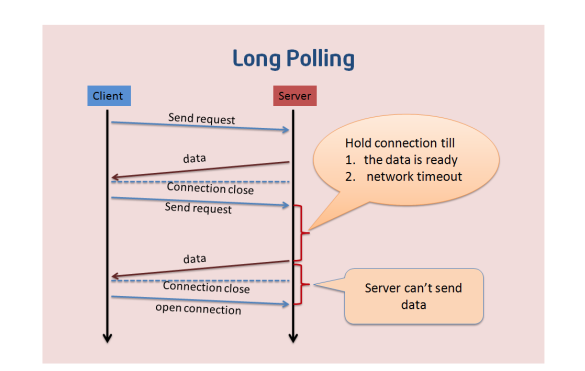 Long Polling
Client
Server
Send request
data
Connection close
Send request
data
Connection close
open connection
Hold connection till
1. the data is ready
2. network timeout
Server can't send
data